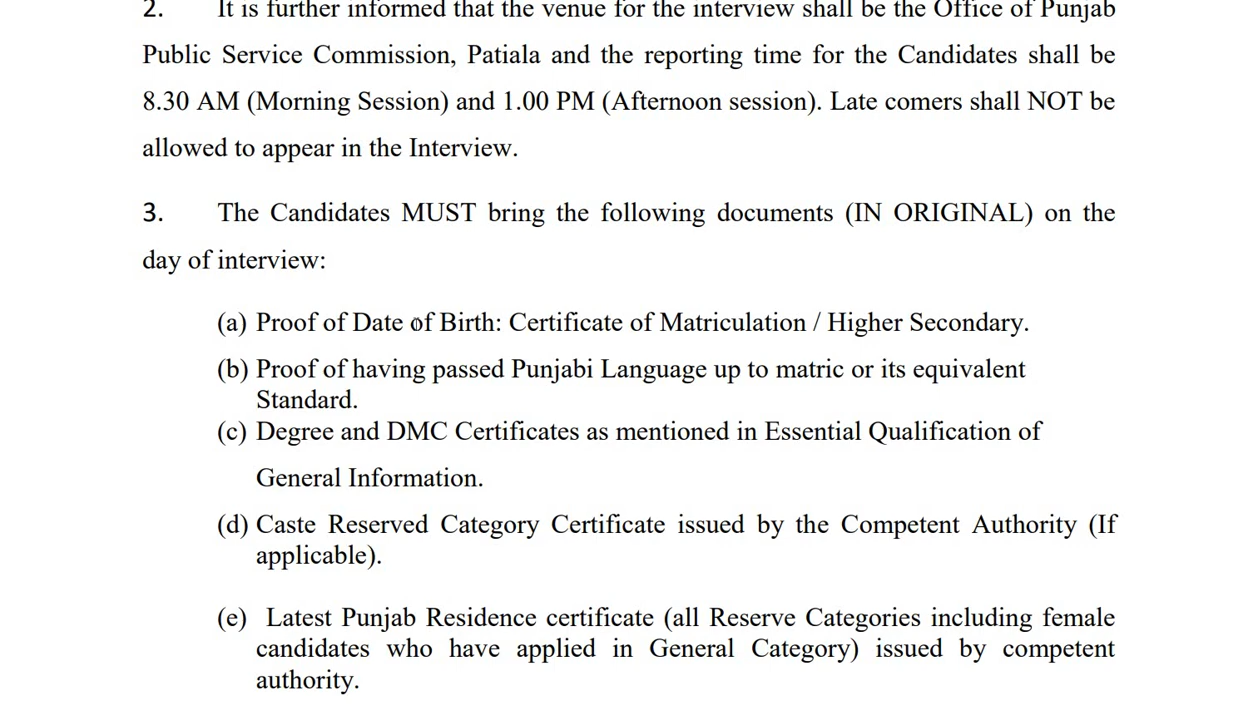 2. It is further informed that the venue for the interview shall be the Office of Punjab
Public Service Commission, Patiala and the reporting time for the Candidates shall be
8.30 AM (Morning Session) and 1.00 PM (Afternoon session). Late comers shall NOT be
allowed to appear in the Interview.
3. The Candidates MUST bring the following documents (IN ORIGINAL) on the
day of interview:
(a) Proof of Date of Birth: Certificate of Matriculation / Higher Secondary.
(b) Proof of having passed Punjabi Language up to matric or its equivalent
Standard.
(c) Degree and DMC Certificates as mentioned in Essential Qualification of
General Information.
(d) Caste Reserved Category Certificate issued by the Competent Authority (If
applicable).
(e) Latest Punjab Residence certificate (all Reserve Categories including female
candidates who have applied in General Category) issued by competent
authority.